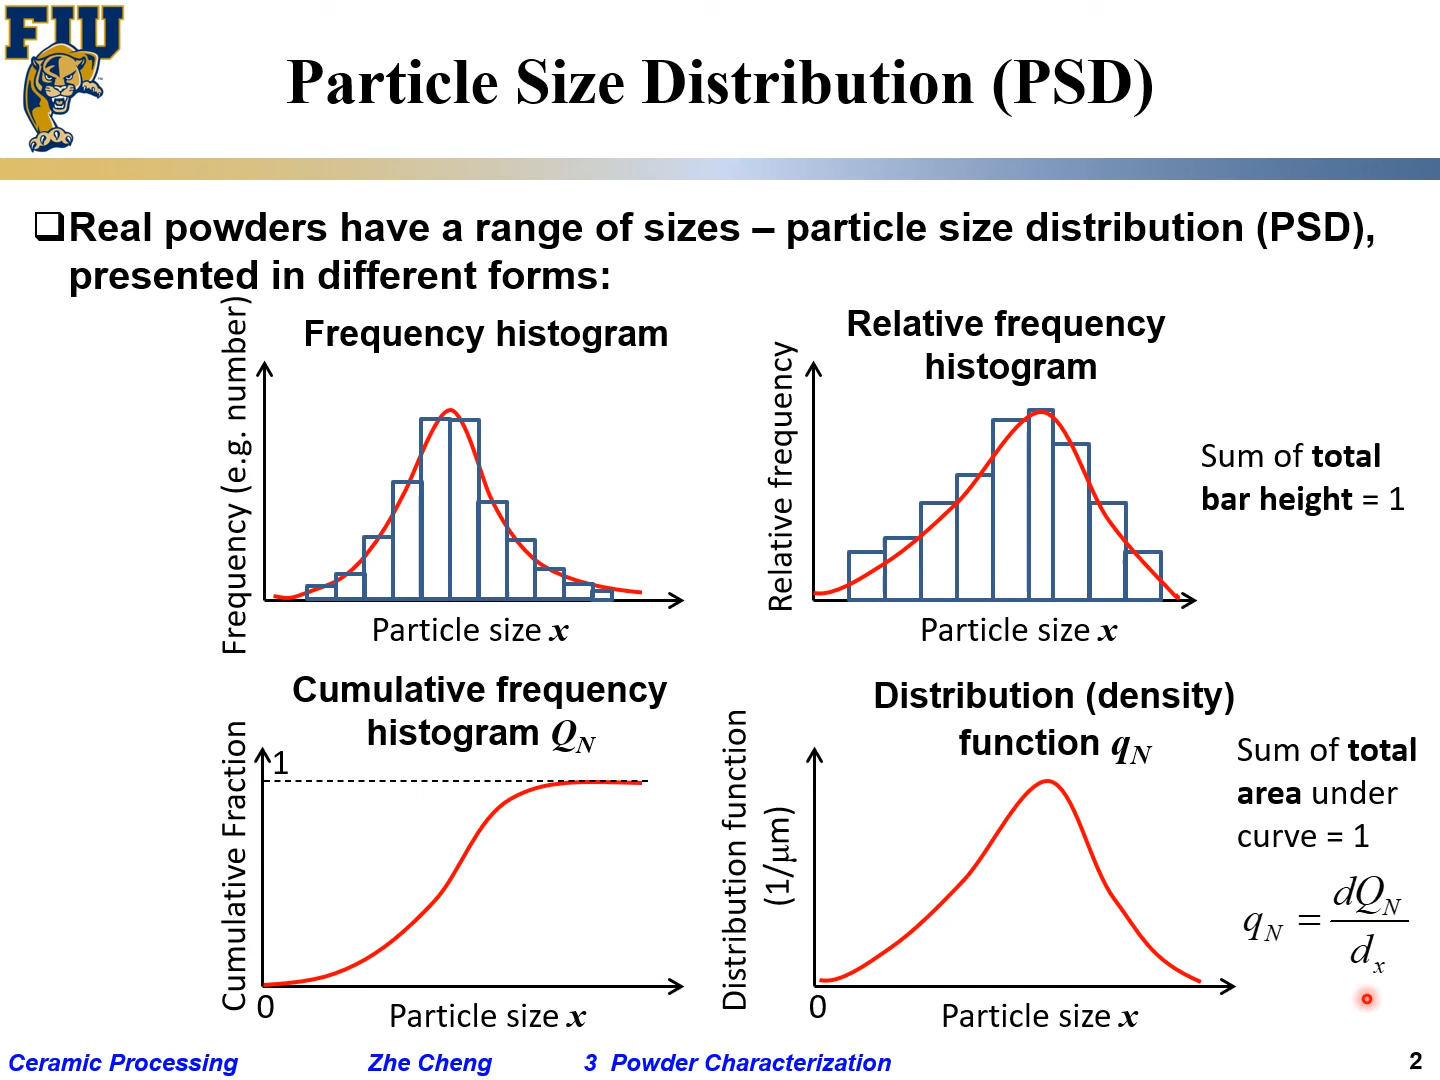 FIU
Particle Size Distribution (PSD)
❑Real powders have a range of sizes – particle size distribution (PSD),
presented in different forms:
Frequency histogram
Frequency (e.g. number)
Particle size x
Relative frequency
histogram
Relative frequency
Particle size x
Sum of total
bar height = 1
Cumulative frequency
histogram Q_N
Cumulative Fraction
1
0
Particle size x
Distribution (density)
function q_N
Distribution function
(1/μm)
0
Particle size x
Sum of total
area under
curve = 1
q_N = dQ_N / d_x
Ceramic Processing Zhe Cheng 3 Powder Characterization 2